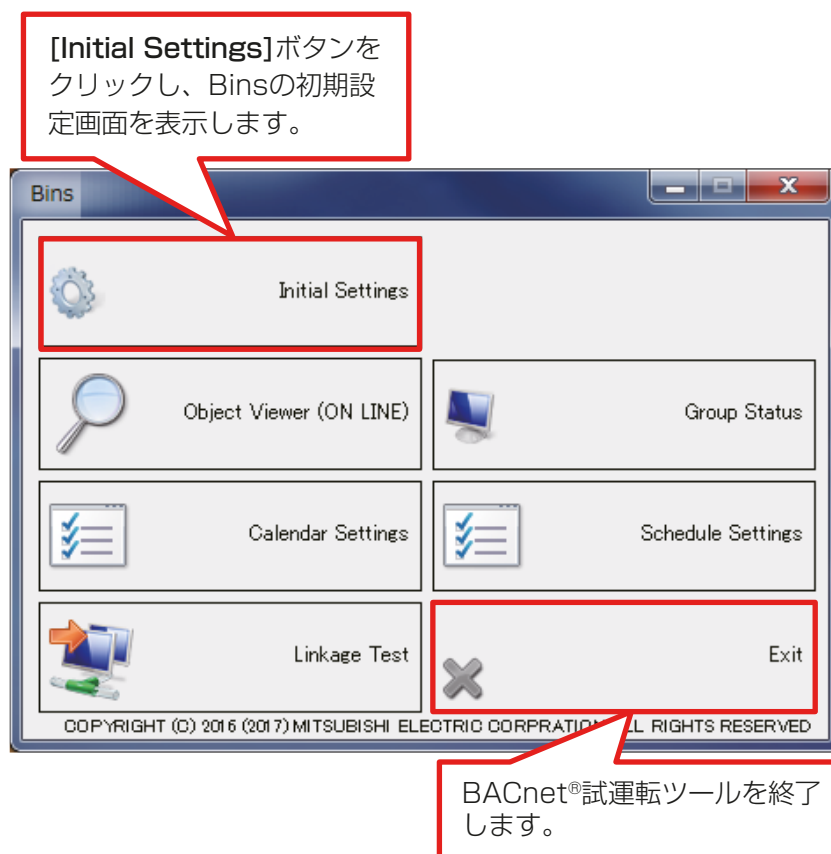 [Initial Settings]ボタンを
クリックし、Binsの初期設
定画面を表示します。
Bins
Initial Settings
Object Viewer (ON LINE)
Group Status
Calendar Settings
Schedule Settings
Linkage Test
Exit
COPYRIGHT (C) 2016 (2017) MITSUBISHI ELECTRIC CORPRATION LL RIGHTS RESERVED
BACnet®試運転ツールを終了
します。